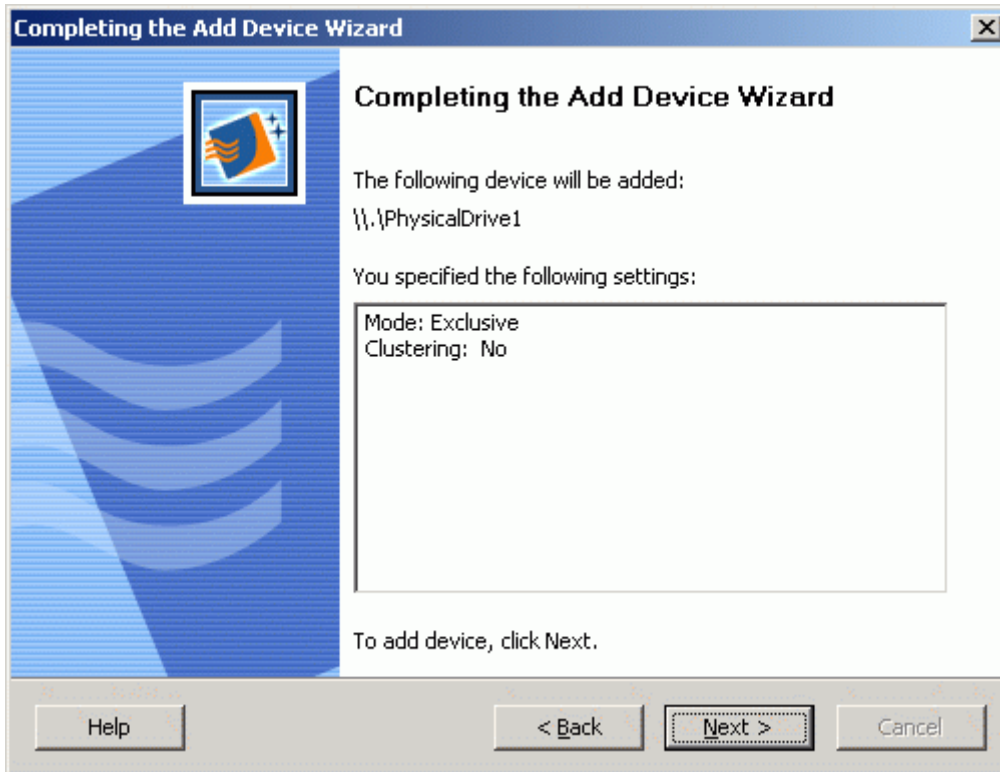 Completing the Add Device Wizard
Completing the Add Device Wizard
The following device will be added:
\\.\PhysicalDrive1
You specified the following settings:
Mode: Exclusive
Clustering:  No
To add device, click Next.
Help
< Back
Next >
Cancel